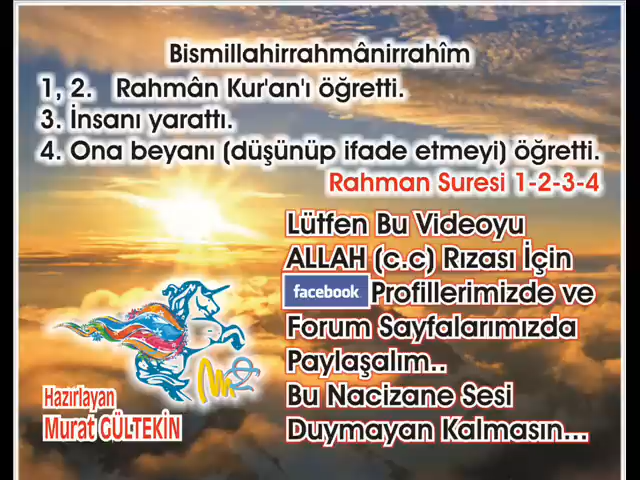 Bismillahirrahmânirrahîm
1, 2. Rahmân Kur'an'ı öğretti.
3. İnsanı yarattı.
4. Ona beyanı (düşünüp ifade etmeyi) öğretti.
Rahman Suresi 1-2-3-4
Lütfen Bu Videoyu
ALLAH (c.c) Rızası İçin
facebook Profillerimizde ve
Forum Sayfalarımızda
Paylaşalım..
Bu Nacizane Sesi
Duymayan Kalmasın...
Hazırlayan
Murat GÜLTEKİN